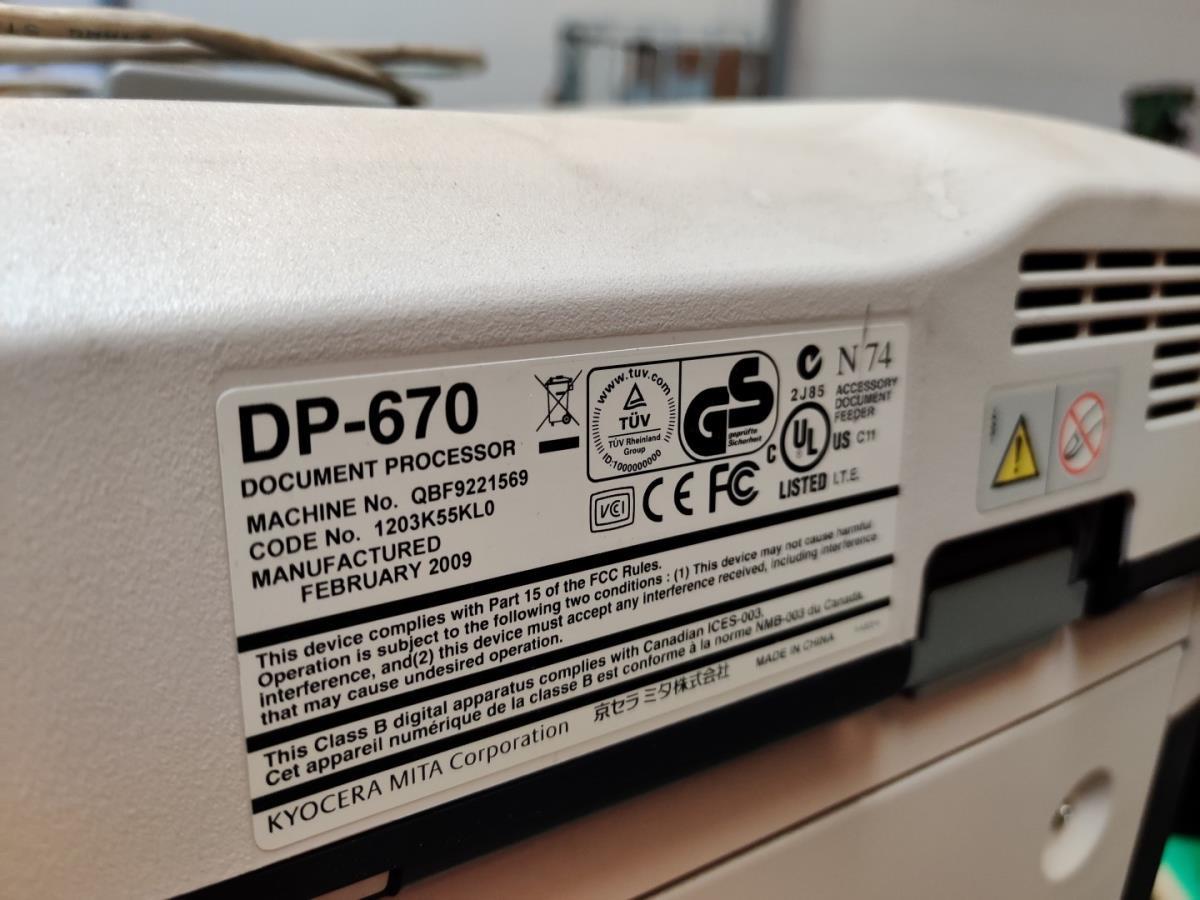 DP-670
DOCUMENT PROCESSOR
MACHINE No. QBF9221569
CODE No. 1203K55KL0
MANUFACTURED
FEBRUARY 2009
www.tuv.com
TÜV
TÜV Rheinland
Group
ID:1000000000
GS
geprüfte
Sicherheit
VCI
CE FC
2J85
C UL US
LISTED
N 74
ACCESSORY
DOCUMENT
FEEDER
C11
I.T.E.
This device complies with Part 15 of the FCC Rules.
Operation is subject to the following two conditions : (1) This device may not cause harmful
interference, and(2) this device must accept any interference received, including interference
that may cause undesired operation.
This Class B digital apparatus complies with Canadian ICES-003.
Cet appareil numérique de la classe B est conforme à la norme NMB-003 du Canada.
KYOCERA MITA Corporation 京セラ ミタ株式会社 MADE IN CHINA